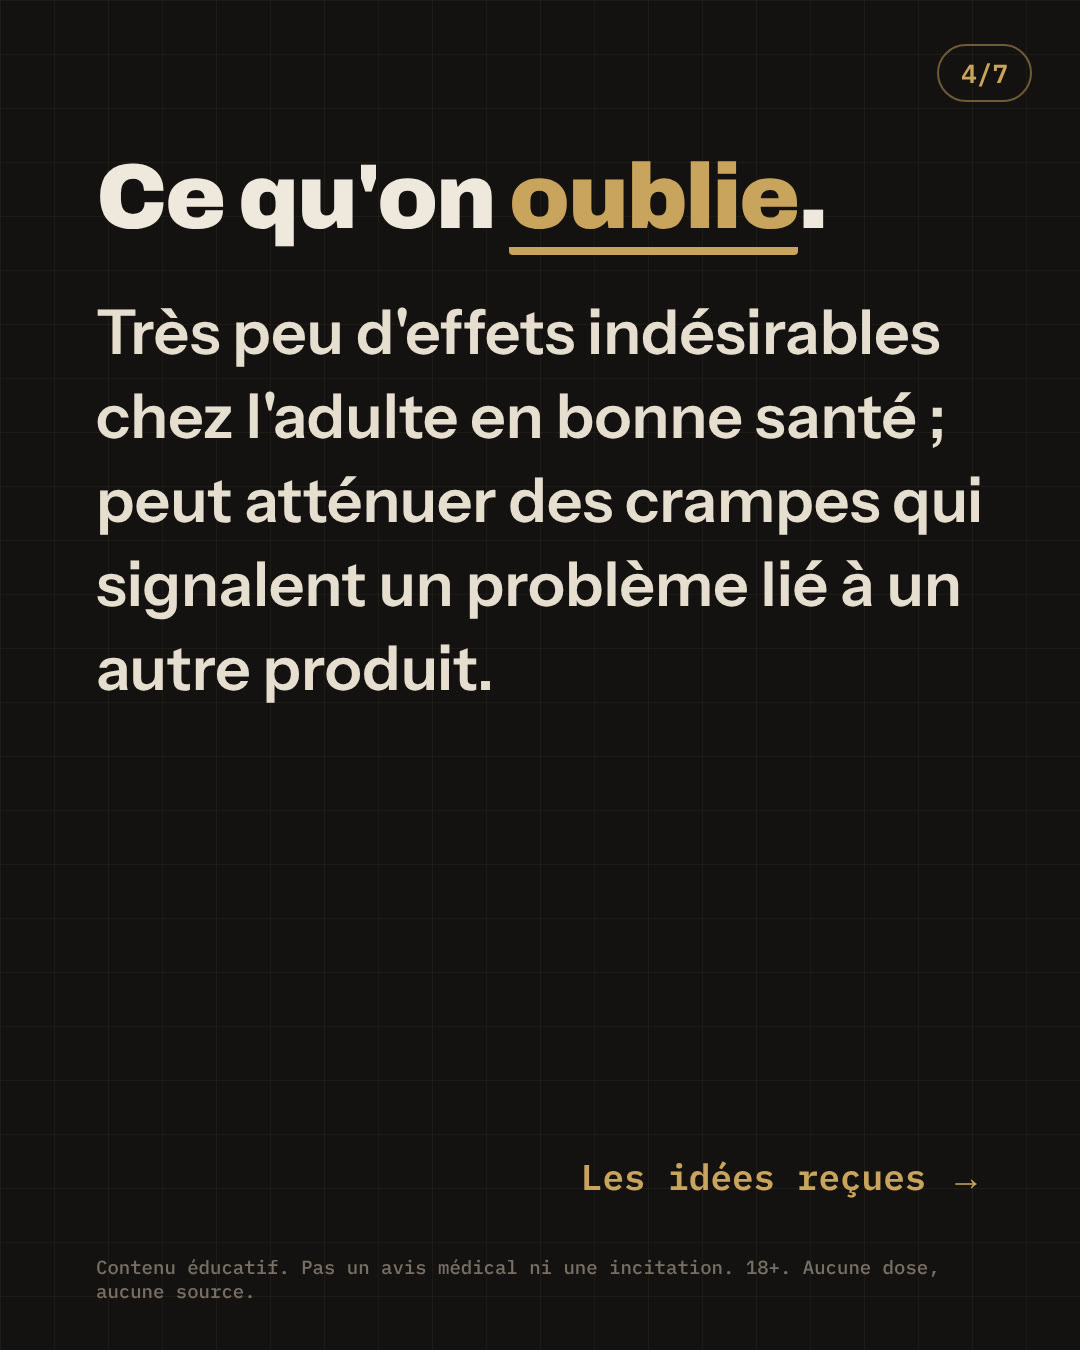 4/7
Ce qu'on oublie.
Très peu d'effets indésirables
chez l'adulte en bonne santé ;
peut atténuer des crampes qui
signalent un problème lié à un
autre produit.
Les idées reçues →
Contenu éducatif. Pas un avis médical ni une incitation. 18+. Aucune dose,
aucune source.